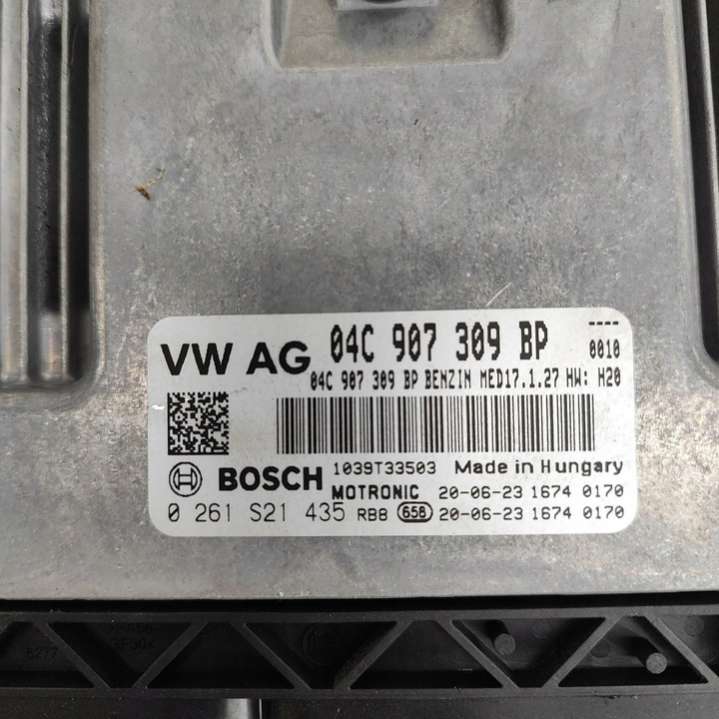 VW AG 04C 907 309 BP ----
0010
04C 907 309 BP BENZIN MED17.1.27 HW: H20
BOSCH 1039T33503 Made in Hungary
MOTRONIC 20-06-23 1674 0170
0 261 S21 435 RBB 658 20-06-23 1674 0170